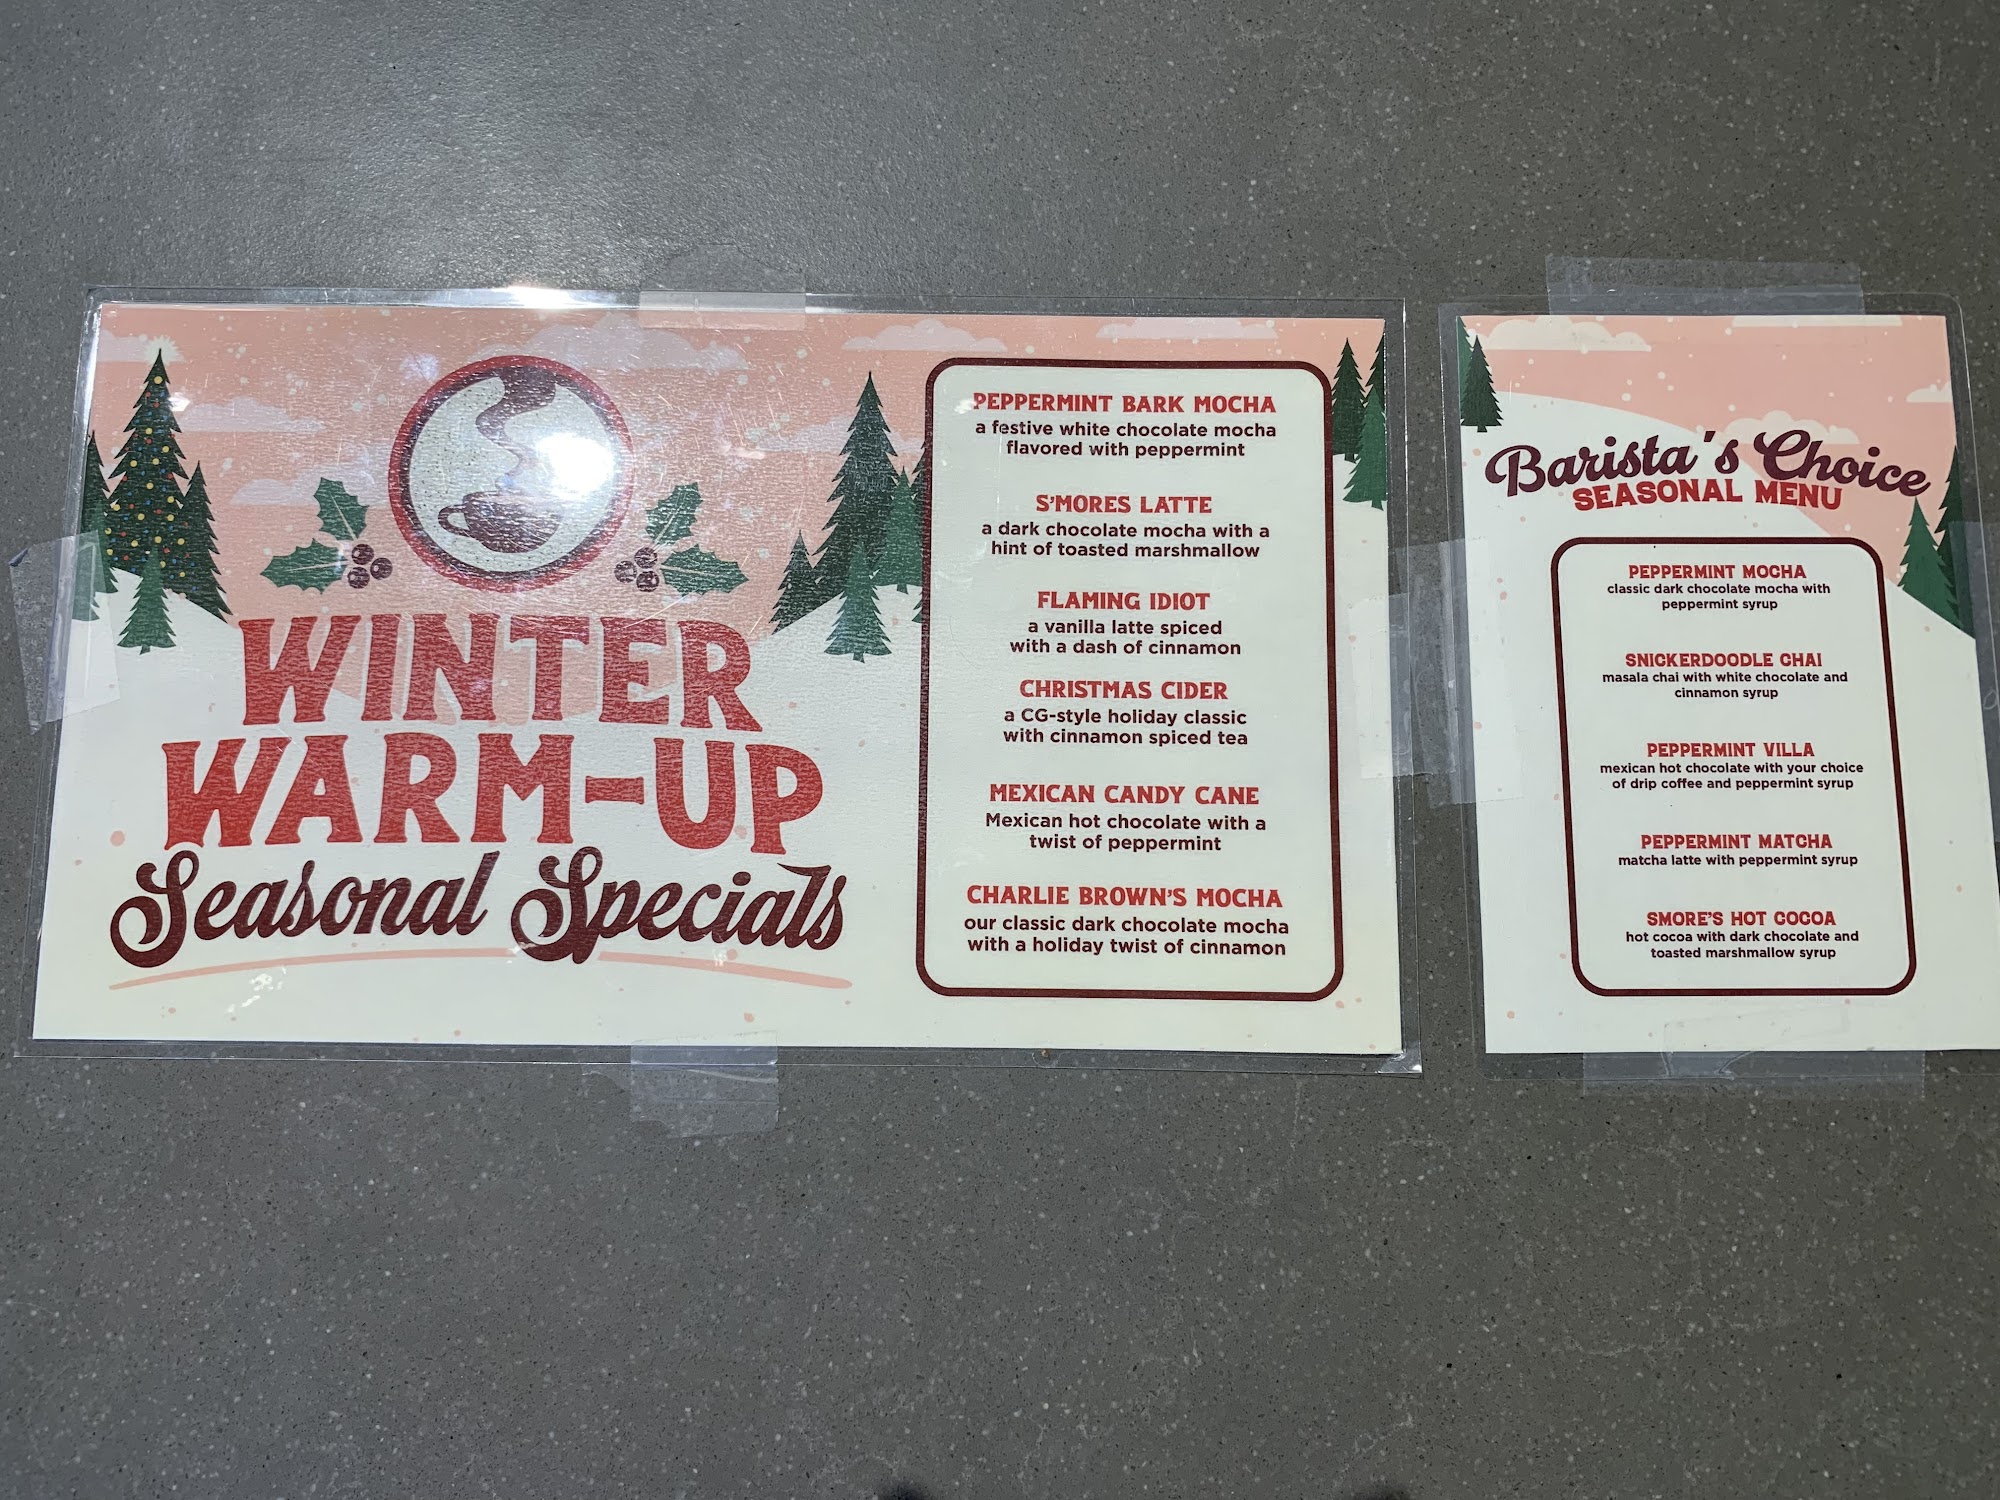 WINTER
WARM-UP
Seasonal Specials
PEPPERMINT BARK MOCHA
a festive white chocolate mocha
flavored with peppermint
S'MORES LATTE
a dark chocolate mocha with a
hint of toasted marshmallow
FLAMING IDIOT
a vanilla latte spiced
with a dash of cinnamon
CHRISTMAS CIDER
a CG-style holiday classic
with cinnamon spiced tea
MEXICAN CANDY CANE
Mexican hot chocolate with a
twist of peppermint
CHARLIE BROWN'S MOCHA
our classic dark chocolate mocha
with a holiday twist of cinnamon
Barista's Choice
SEASONAL MENU
PEPPERMINT MOCHA
classic dark chocolate mocha with
peppermint syrup
SNICKERDOODLE CHAI
masala chai with white chocolate and
cinnamon syrup
PEPPERMINT VILLA
mexican hot chocolate with your choice
of drip coffee and peppermint syrup
PEPPERMINT MATCHA
matcha latte with peppermint syrup
SMORE'S HOT COCOA
hot cocoa with dark chocolate and
toasted marshmallow syrup